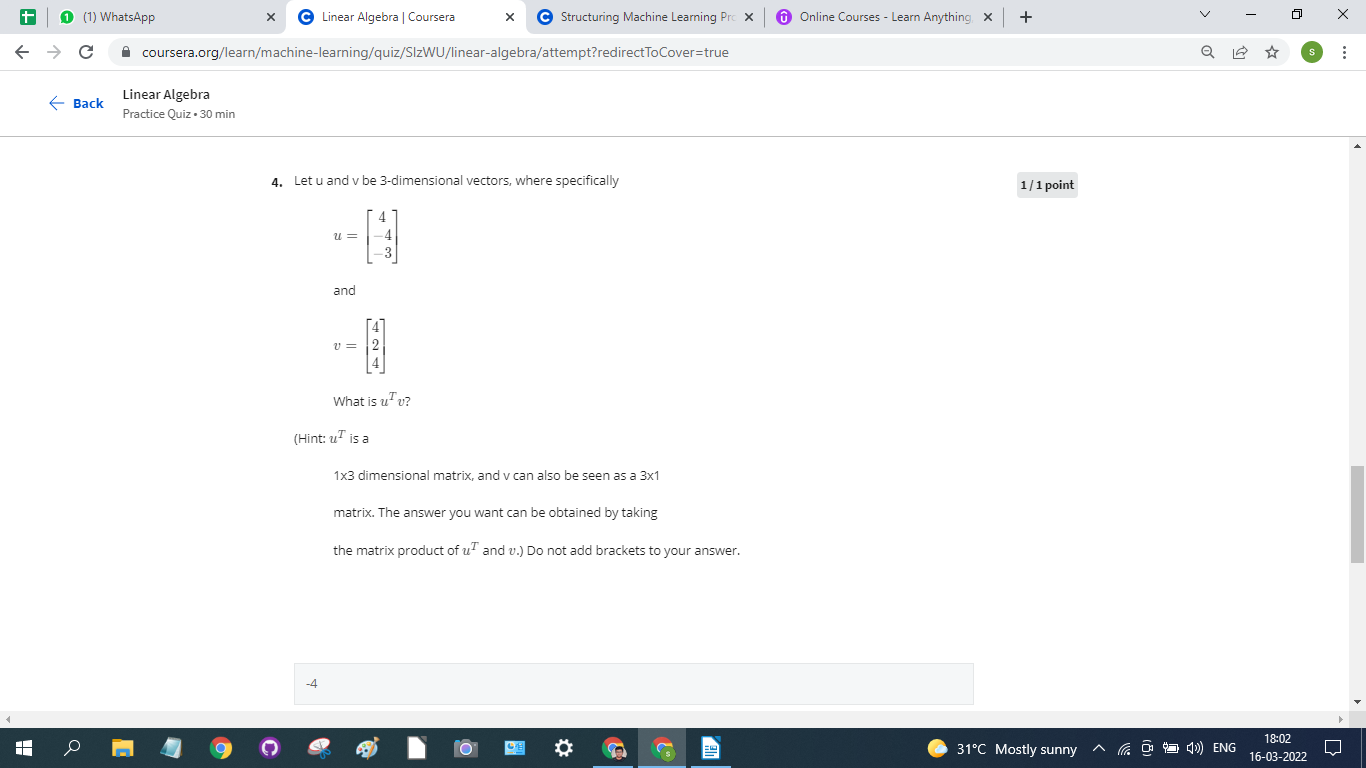 (1) WhatsApp
Linear Algebra | Coursera
Structuring Machine Learning Pro
Online Courses - Learn Anything,
coursera.org/learn/machine-learning/quiz/SlzWU/linear-algebra/attempt?redirectToCover=true
S
Back
Linear Algebra
Practice Quiz • 30 min
4. Let u and v be 3-dimensional vectors, where specifically
1 / 1 point
u = [4
−4
−3]
and
v = [4
2
4]
What is u^T v?
(Hint: u^T is a
1x3 dimensional matrix, and v can also be seen as a 3x1
matrix. The answer you want can be obtained by taking
the matrix product of u^T and v.) Do not add brackets to your answer.
-4
31°C Mostly sunny
ENG
18:02
16-03-2022